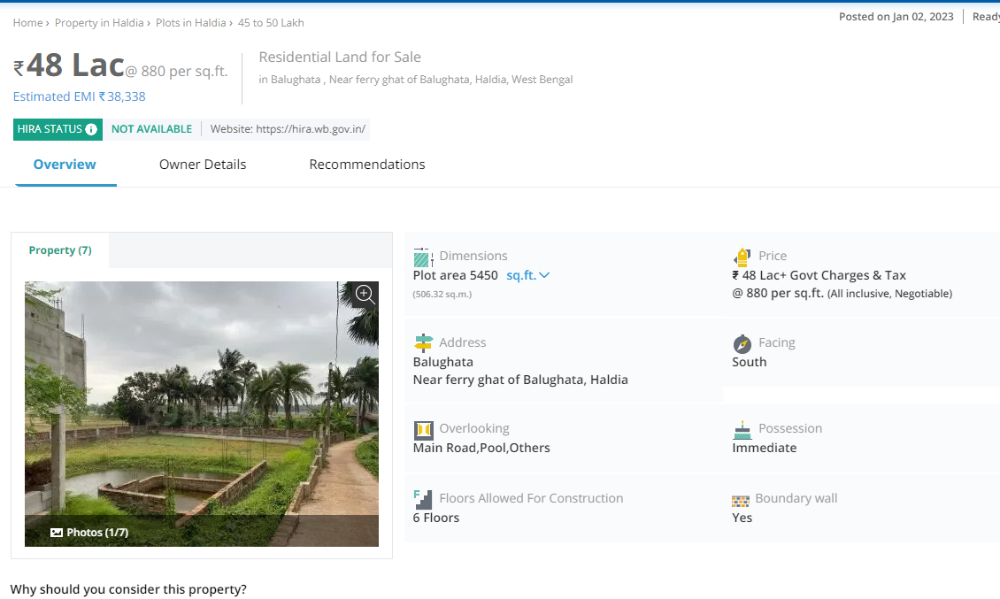 Home › Property in Haldia › Plots in Haldia › 45 to 50 Lakh
Posted on Jan 02, 2023
Ready
₹48 Lac@ 880 per sq.ft.
Estimated EMI ₹38,338
Residential Land for Sale
in Balughata , Near ferry ghat of Balughata, Haldia, West Bengal
HIRA STATUS NOT AVAILABLE Website: https://hira.wb.gov.in/
Overview Owner Details Recommendations
Property (7)
Photos (1/7)
Dimensions
Plot area 5450 sq.ft.
(506.32 sq.m.)
Price
₹ 48 Lac+ Govt Charges & Tax
@ 880 per sq.ft. (All inclusive, Negotiable)
Address
Balughata
Near ferry ghat of Balughata, Haldia
Facing
South
Overlooking
Main Road,Pool,Others
Possession
Immediate
Floors Allowed For Construction
6 Floors
Boundary wall
Yes
Why should you consider this property?